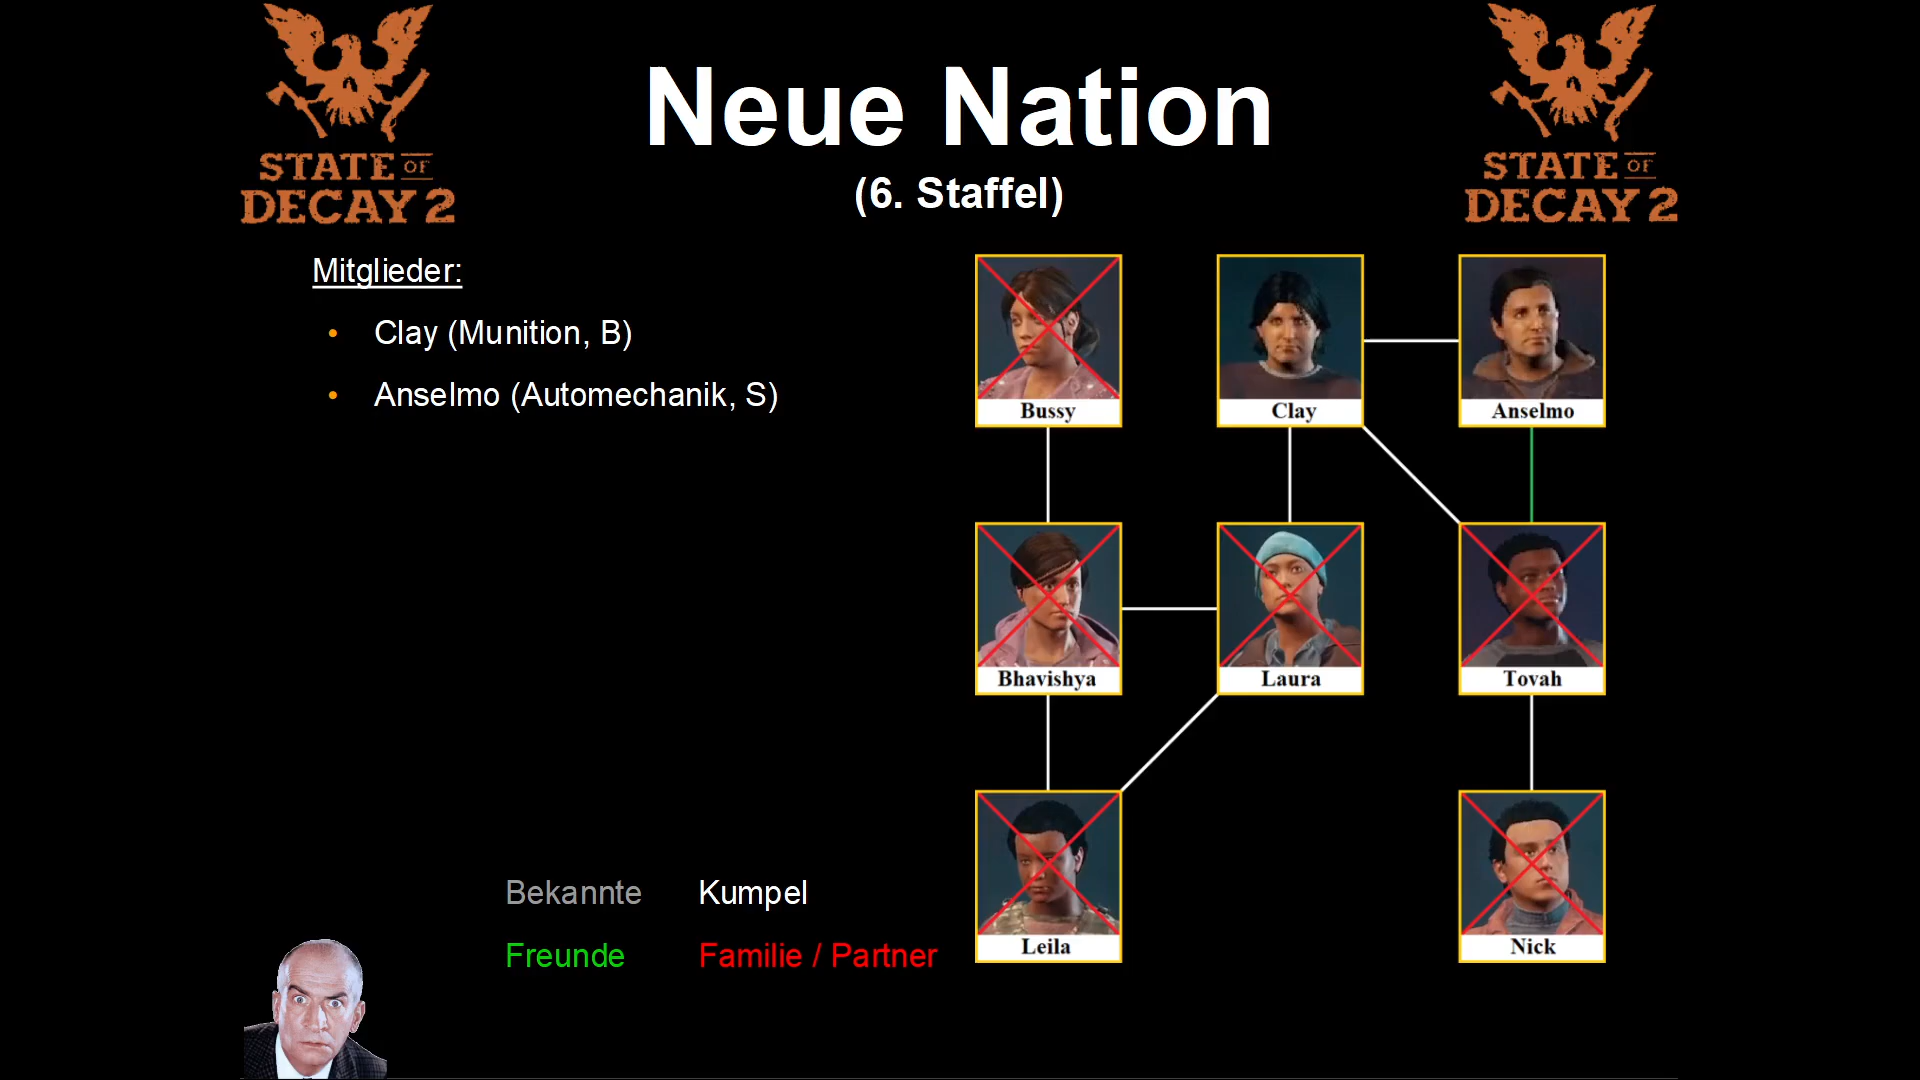 STATE OF
DECAY 2
Neue Nation
(6. Staffel)
STATE OF
DECAY 2
Mitglieder:
• Clay (Munition, B)
• Anselmo (Automechanik, S)
Bussy
Clay
Anselmo
Bhavishya
Laura
Tovah
Leila
Nick
Bekannte Kumpel
Freunde Familie / Partner